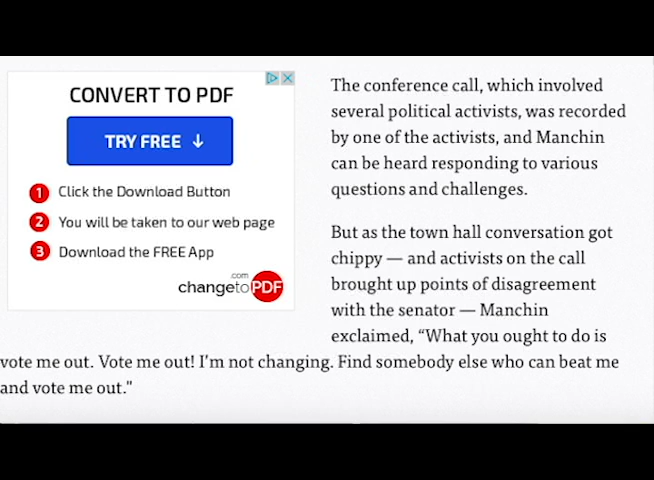 CONVERT TO PDF
TRY FREE ↓
1 Click the Download Button
2 You will be taken to our web page
3 Download the FREE App
.com
changetoPDF
The conference call, which involved
several political activists, was recorded
by one of the activists, and Manchin
can be heard responding to various
questions and challenges.
But as the town hall conversation got
chippy — and activists on the call
brought up points of disagreement
with the senator — Manchin
exclaimed, “What you ought to do is
vote me out. Vote me out! I’m not changing. Find somebody else who can beat me
and vote me out."